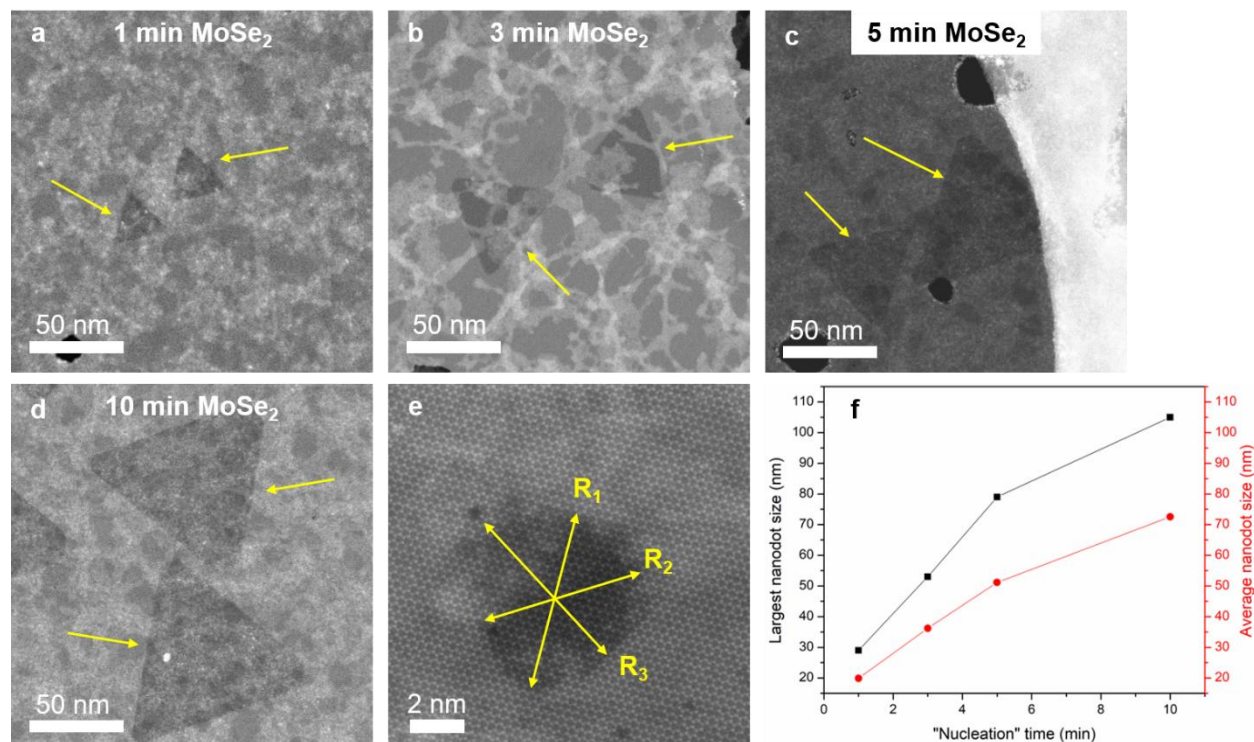 a
1 min MoSe₂
50 nm
b
3 min MoSe₂
50 nm
c
5 min MoSe₂
50 nm
d
10 min MoSe₂
50 nm
e
R₁
R₂
R₃
2 nm
f
Largest nanodot size (nm)
110
100
90
80
70
60
50
40
30
20
0
2
4
6
8
10
"Nucleation" time (min)
110
100
90
80
70
60
50
40
30
20
Average nanodot size (nm)